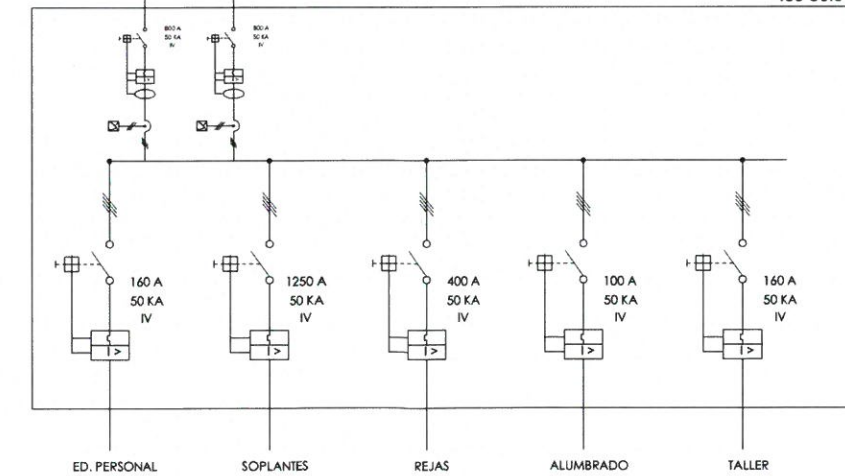 800 A
50 KA
IV
800 A
50 KA
IV
160 A
50 KA
IV
1250 A
50 KA
IV
400 A
50 KA
IV
100 A
50 KA
IV
160 A
50 KA
IV
I >
I >
I >
I >
I >
ED. PERSONAL
SOPLANTES
REJAS
ALUMBRADO
TALLER